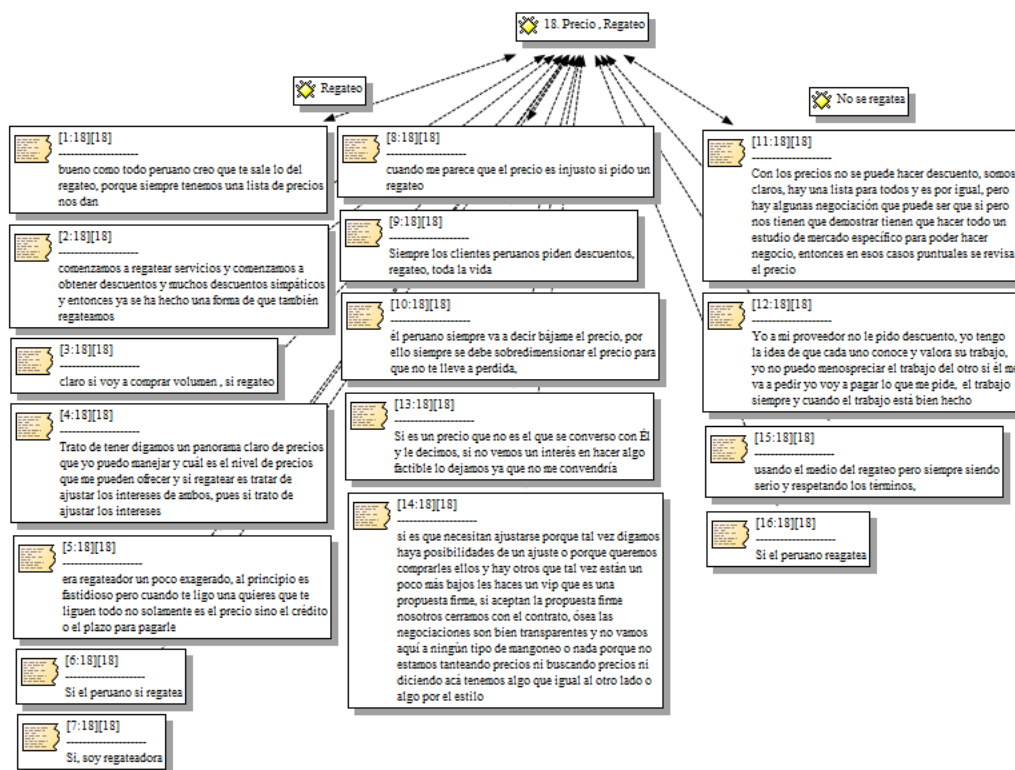 18. Precio , Regateo
Regateo
No se regatea
[1:18][18]
--------------------
bueno como todo peruano creo que te sale lo del
regateo, porque siempre tenemos una lista de precios
nos dan
[2:18][18]
--------------------
comenzamos a regatear servicios y comenzamos a
obtener descuentos y muchos descuentos simpáticos
y entonces ya se ha hecho una forma de que también
regateamos
[3:18][18]
--------------------
claro si voy a comprar volumen , si regateo
[4:18][18]
--------------------
Trato de tener digamos un panorama claro de precios
que yo puedo manejar y cuál es el nivel de precios
que me pueden ofrecer y si regatear es tratar de
ajustar los intereses de ambos, pues si trato de
ajustar los intereses
[5:18][18]
--------------------
era regateador un poco exagerado, al principio es
fastidioso pero cuando te ligo una quieres que te
liguen todo no solamente es el precio sino el crédito
o el plazo para pagarle
[6:18][18]
--------------------
Si el peruano si regatea
[7:18][18]
--------------------
Si, soy regateadora
[8:18][18]
--------------------
cuando me parece que el precio es injusto si pido un
regateo
[9:18][18]
--------------------
Siempre los clientes peruanos piden descuentos,
regateo, toda la vida
[10:18][18]
--------------------
él peruano siempre va a decir bájame el precio, por
ello siempre se debe sobredimensionar el precio para
que no te lleve a perdida,
[13:18][18]
--------------------
Si es un precio que no es el que se converso con Él
y le decimos, si no vemos un interés en hacer algo
factible lo dejamos ya que no me convendría
[14:18][18]
--------------------
si es que necesitan ajustarse porque tal vez digamos
haya posibilidades de un ajuste o porque queremos
comprarles ellos y hay otros que tal vez están un
poco más bajos les haces un vip que es una
propuesta firme, si aceptan la propuesta firme
nosotros cerramos con el contrato, ósea las
negociaciones son bien transparentes y no vamos
aquí a ningún tipo de mangoneo o nada porque no
estamos tanteando precios ni buscando precios ni
diciendo acá tenemos algo que igual al otro lado o
algo por el estilo
[11:18][18]
--------------------
Con los precios no se puede hacer descuento, somos
claros, hay una lista para todos y es por igual, pero
hay algunas negociación que puede ser que si pero
nos tienen que demostrar tienen que hacer todo un
estudio de mercado específico para poder hacer
negocio, entonces en esos casos puntuales se revisa
el precio
[12:18][18]
--------------------
Yo a mi proveedor no le pido descuento, yo tengo
la idea de que cada uno conoce y valora su trabajo,
yo no puedo menospreciar el trabajo del otro si él me
va a pedir yo voy a pagar lo que me pide, el trabajo
siempre y cuando el trabajo está bien hecho
[15:18][18]
--------------------
usando el medio del regateo pero siempre siendo
serio y respetando los términos,
[16:18][18]
--------------------
Si el peruano reagatea